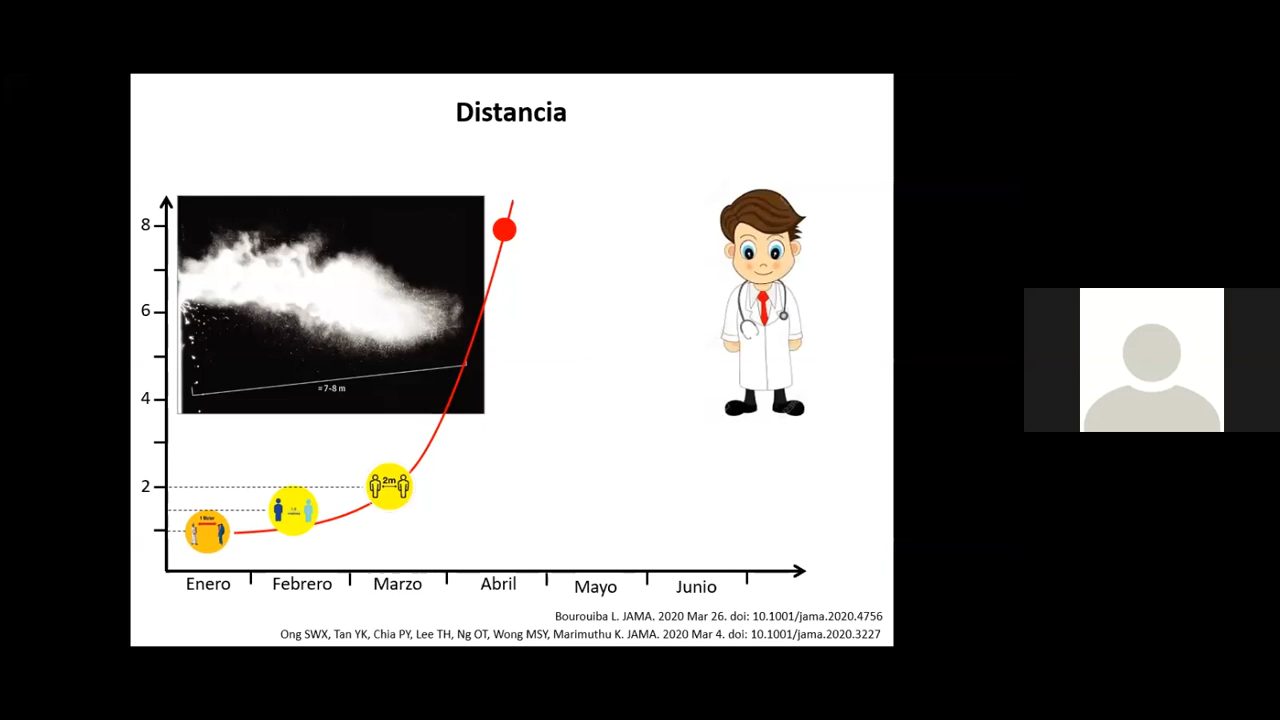 Distancia
8
6
4
2
≈7-8 m
1 Metro
2m
Enero
Febrero
Marzo
Abril
Mayo
Junio
Bourouiba L. JAMA. 2020 Mar 26. doi: 10.1001/jama.2020.4756
Ong SWX, Tan YK, Chia PY, Lee TH, Ng OT, Wong MSY, Marimuthu K. JAMA. 2020 Mar 4. doi: 10.1001/jama.2020.3227